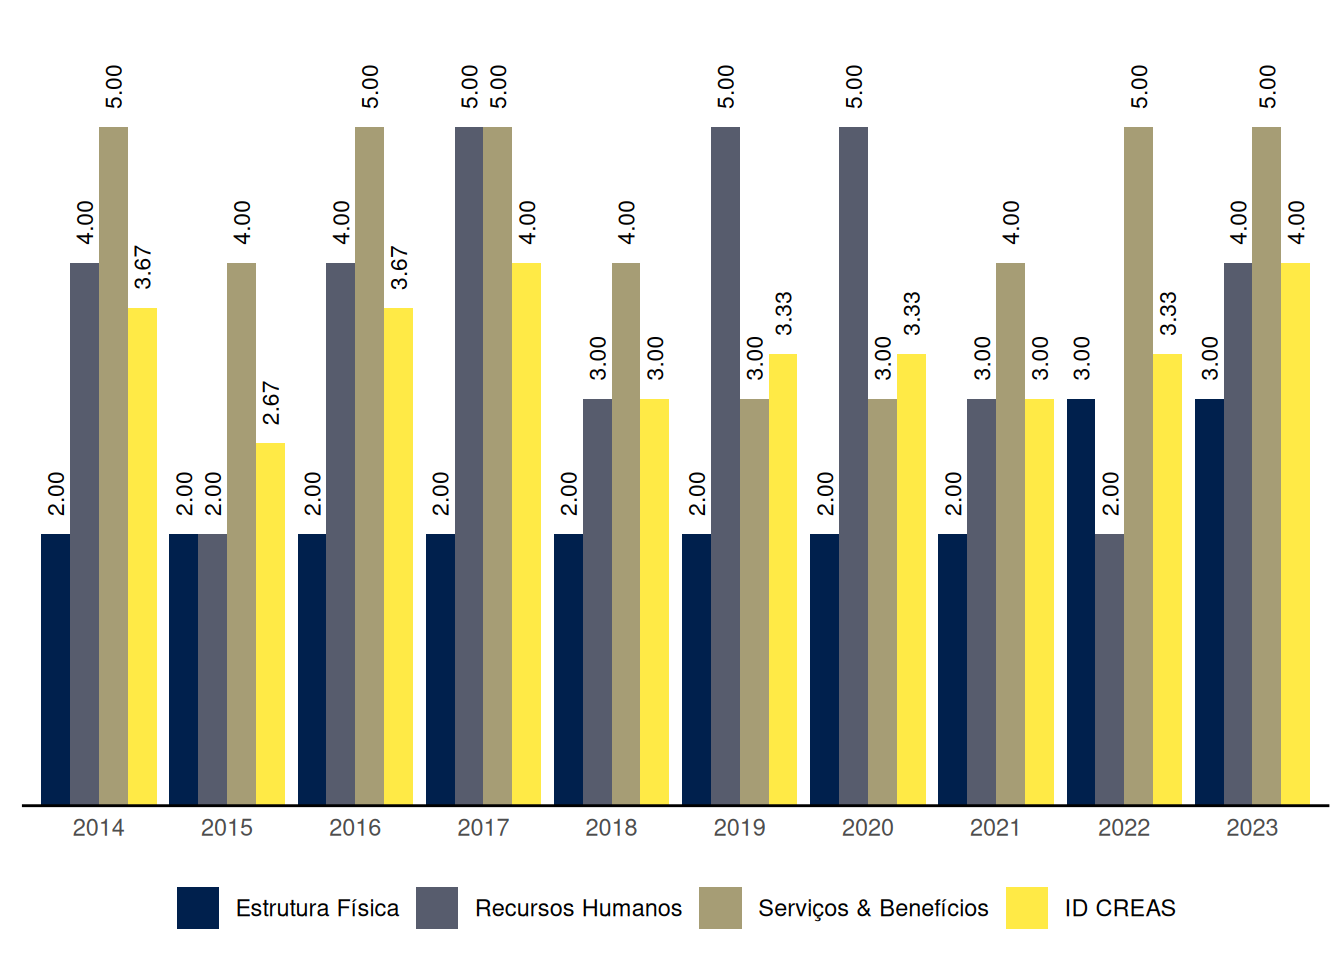 2.00 4.00 5.00 3.67 2.00 2.00 4.00 2.67 2.00 4.00 5.00 3.67 2.00 5.00 5.00 4.00 2.00 3.00 4.00 3.00 2.00 5.00 3.00 3.33 2.00 5.00 3.00 3.33 2.00 3.00 4.00 3.00 3.00 2.00 5.00 3.33 3.00 4.00 5.00 4.00
2014 2015 2016 2017 2018 2019 2020 2021 2022 2023
Estrutura Física Recursos Humanos Serviços & Benefícios ID CREAS